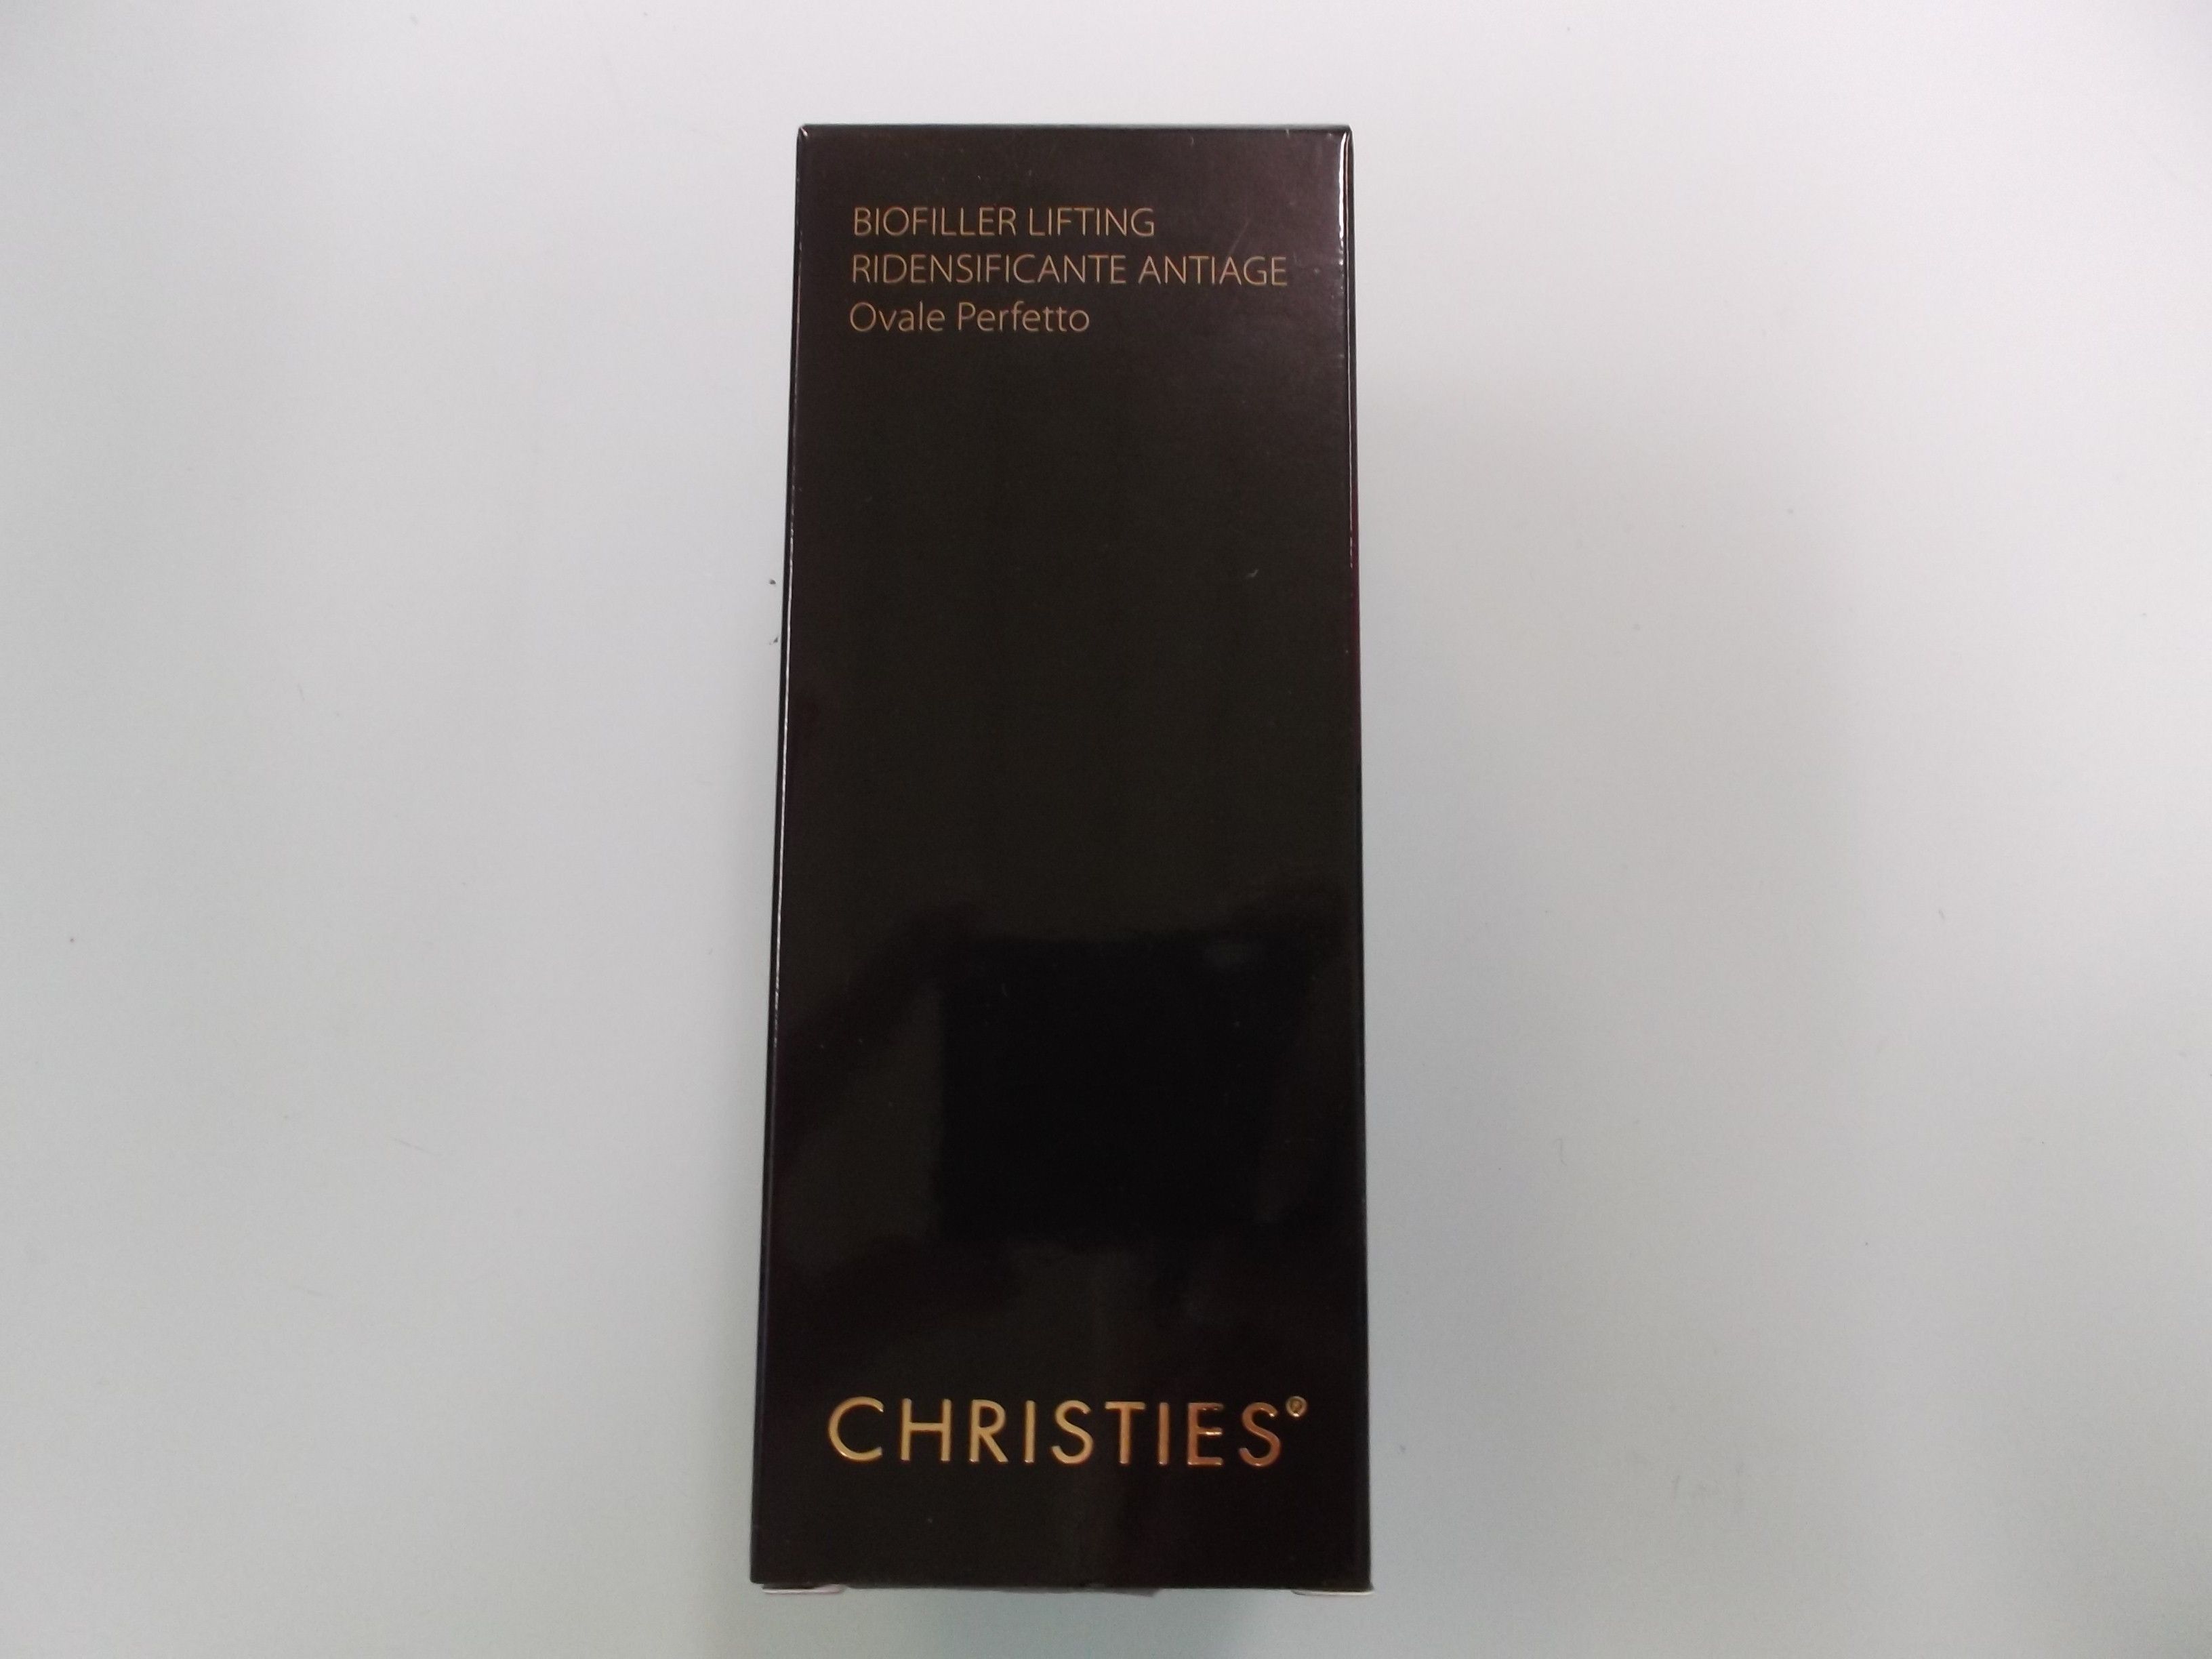 BIOFILLER LIFTING
RIDENSIFICANTE ANTIAGE
Ovale Perfetto
CHRISTIES®